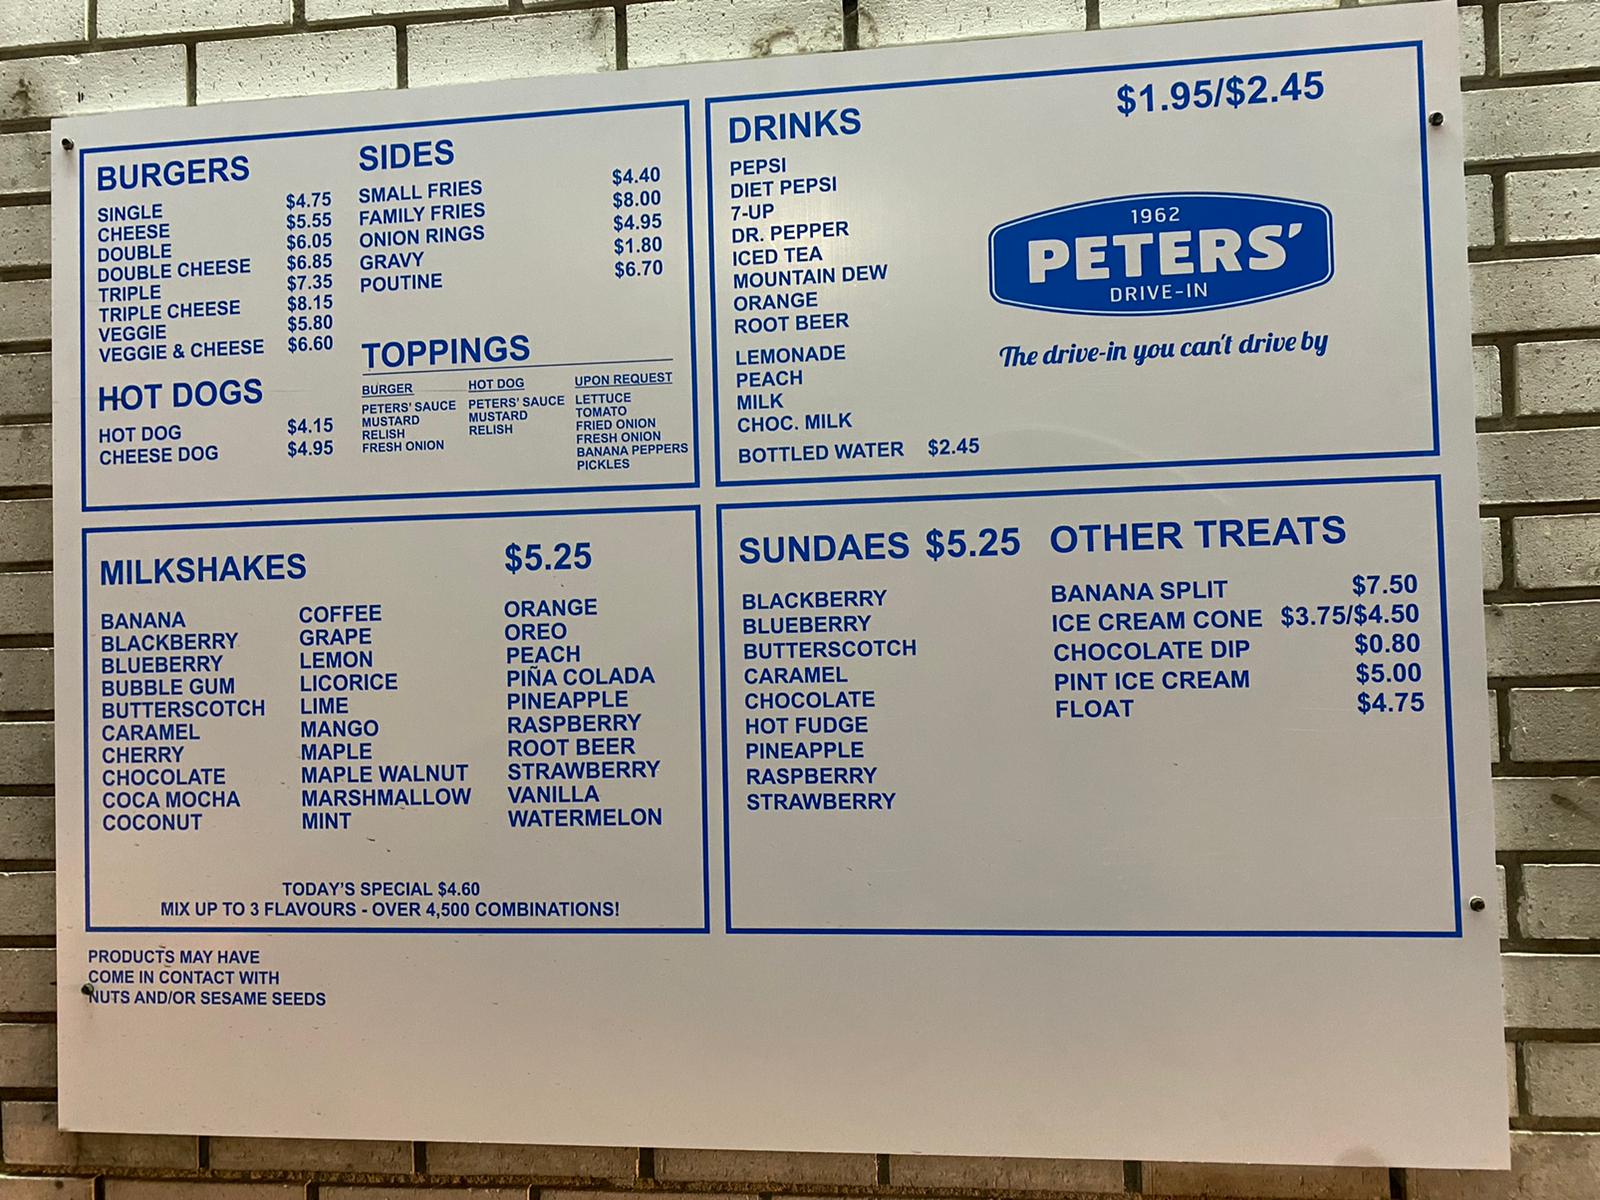 BURGERS
SINGLE $4.75
CHEESE $5.55
DOUBLE $6.05
DOUBLE CHEESE $6.85
TRIPLE $7.35
TRIPLE CHEESE $8.15
VEGGIE $5.80
VEGGIE & CHEESE $6.60
HOT DOGS
HOT DOG $4.15
CHEESE DOG $4.95
SIDES
SMALL FRIES $4.40
FAMILY FRIES $8.00
ONION RINGS $4.95
GRAVY $1.80
POUTINE $6.70
TOPPINGS
BURGER
PETERS' SAUCE
MUSTARD
RELISH
FRESH ONION
HOT DOG
PETERS' SAUCE
MUSTARD
RELISH
UPON REQUEST
LETTUCE
TOMATO
FRIED ONION
FRESH ONION
BANANA PEPPERS
PICKLES
DRINKS $1.95/$2.45
PEPSI
DIET PEPSI
7-UP
DR. PEPPER
ICED TEA
MOUNTAIN DEW
ORANGE
ROOT BEER
LEMONADE
PEACH
MILK
CHOC. MILK
BOTTLED WATER $2.45
1962
PETERS'
DRIVE-IN
The drive-in you can't drive by
MILKSHAKES $5.25
BANANA
BLACKBERRY
BLUEBERRY
BUBBLE GUM
BUTTERSCOTCH
CARAMEL
CHERRY
CHOCOLATE
COCA MOCHA
COCONUT
COFFEE
GRAPE
LEMON
LICORICE
LIME
MANGO
MAPLE
MAPLE WALNUT
MARSHMALLOW
MINT
ORANGE
OREO
PEACH
PIÑA COLADA
PINEAPPLE
RASPBERRY
ROOT BEER
STRAWBERRY
VANILLA
WATERMELON
TODAY'S SPECIAL $4.60
MIX UP TO 3 FLAVOURS - OVER 4,500 COMBINATIONS!
SUNDAES $5.25
BLACKBERRY
BLUEBERRY
BUTTERSCOTCH
CARAMEL
CHOCOLATE
HOT FUDGE
PINEAPPLE
RASPBERRY
STRAWBERRY
OTHER TREATS
BANANA SPLIT $7.50
ICE CREAM CONE $3.75/$4.50
CHOCOLATE DIP $0.80
PINT ICE CREAM $5.00
FLOAT $4.75
PRODUCTS MAY HAVE
COME IN CONTACT WITH
NUTS AND/OR SESAME SEEDS